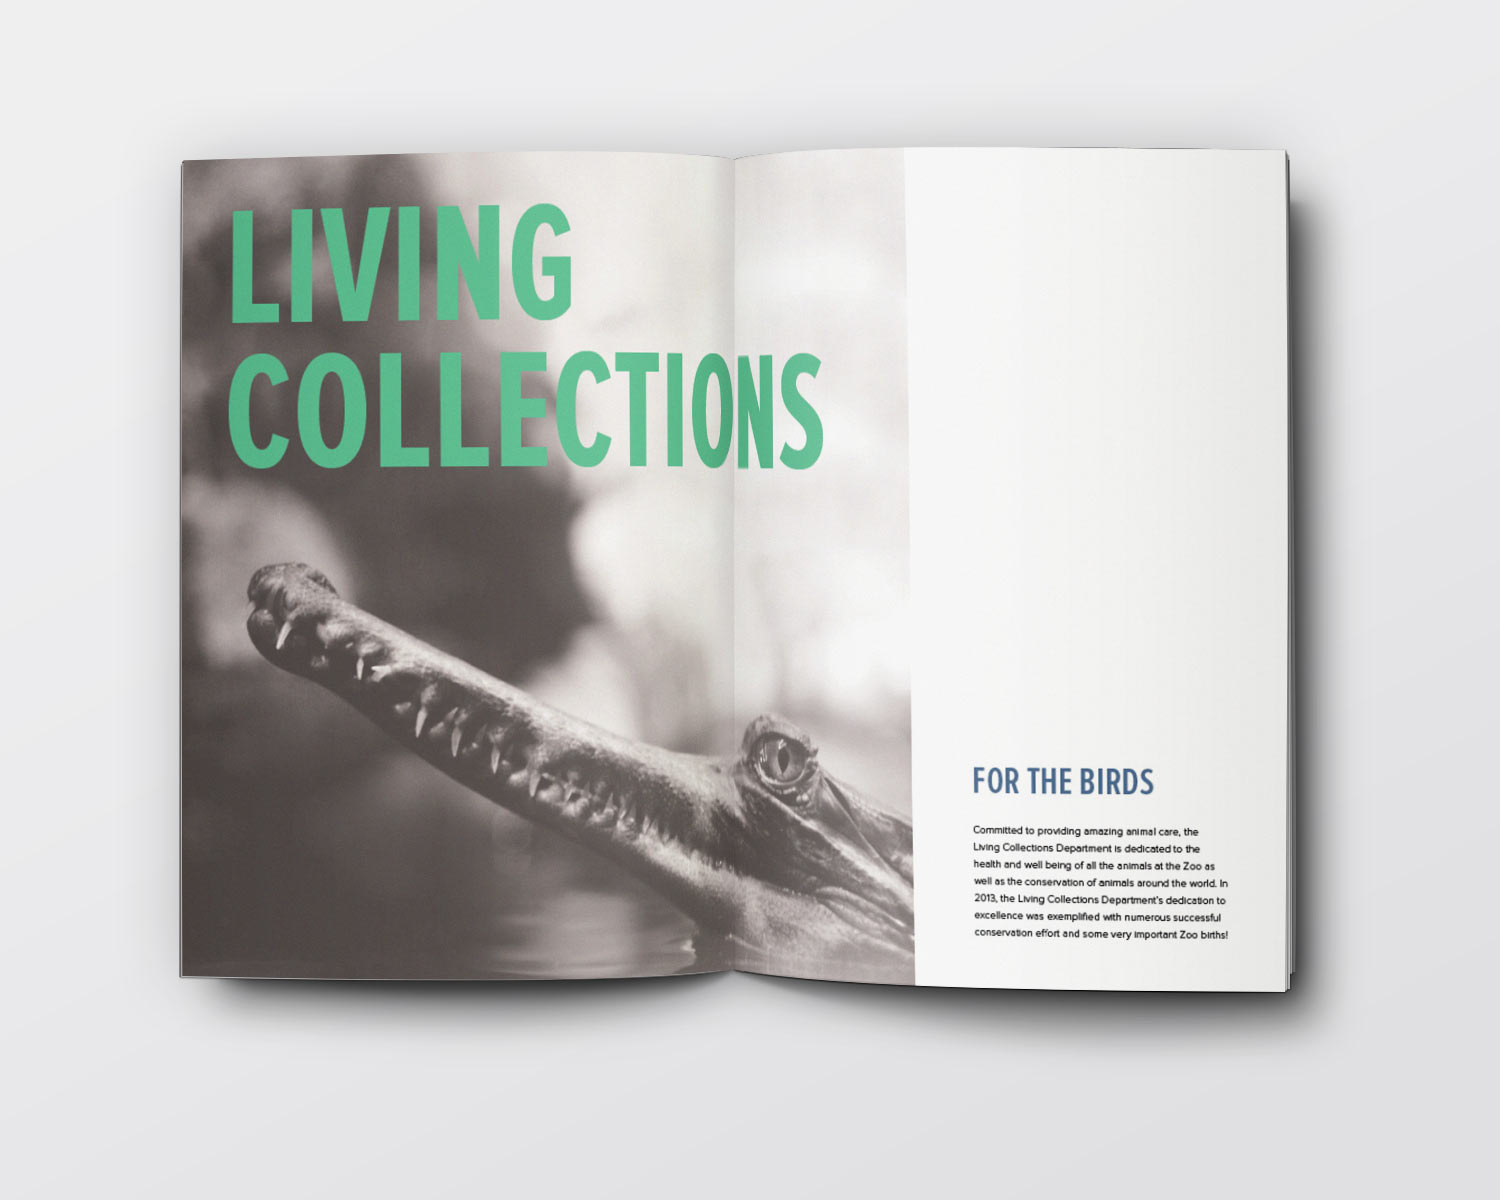 LIVING
COLLECTIONS
FOR THE BIRDS
Committed to providing amazing animal care, the
Living Collections Department is dedicated to the
health and well being of all the animals at the Zoo as
well as the conservation of animals around the world. In
2013, the Living Collections Department's dedication to
excellence was exemplified with numerous successful
conservation effort and some very important Zoo births!